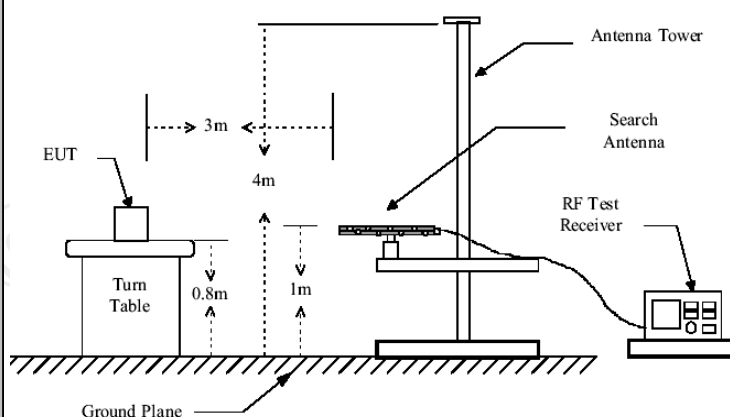 Antenna Tower
Search
Antenna
3m
EUT
4m
RF Test
Receiver
Turn
Table
0.8m
1m
Ground Plane